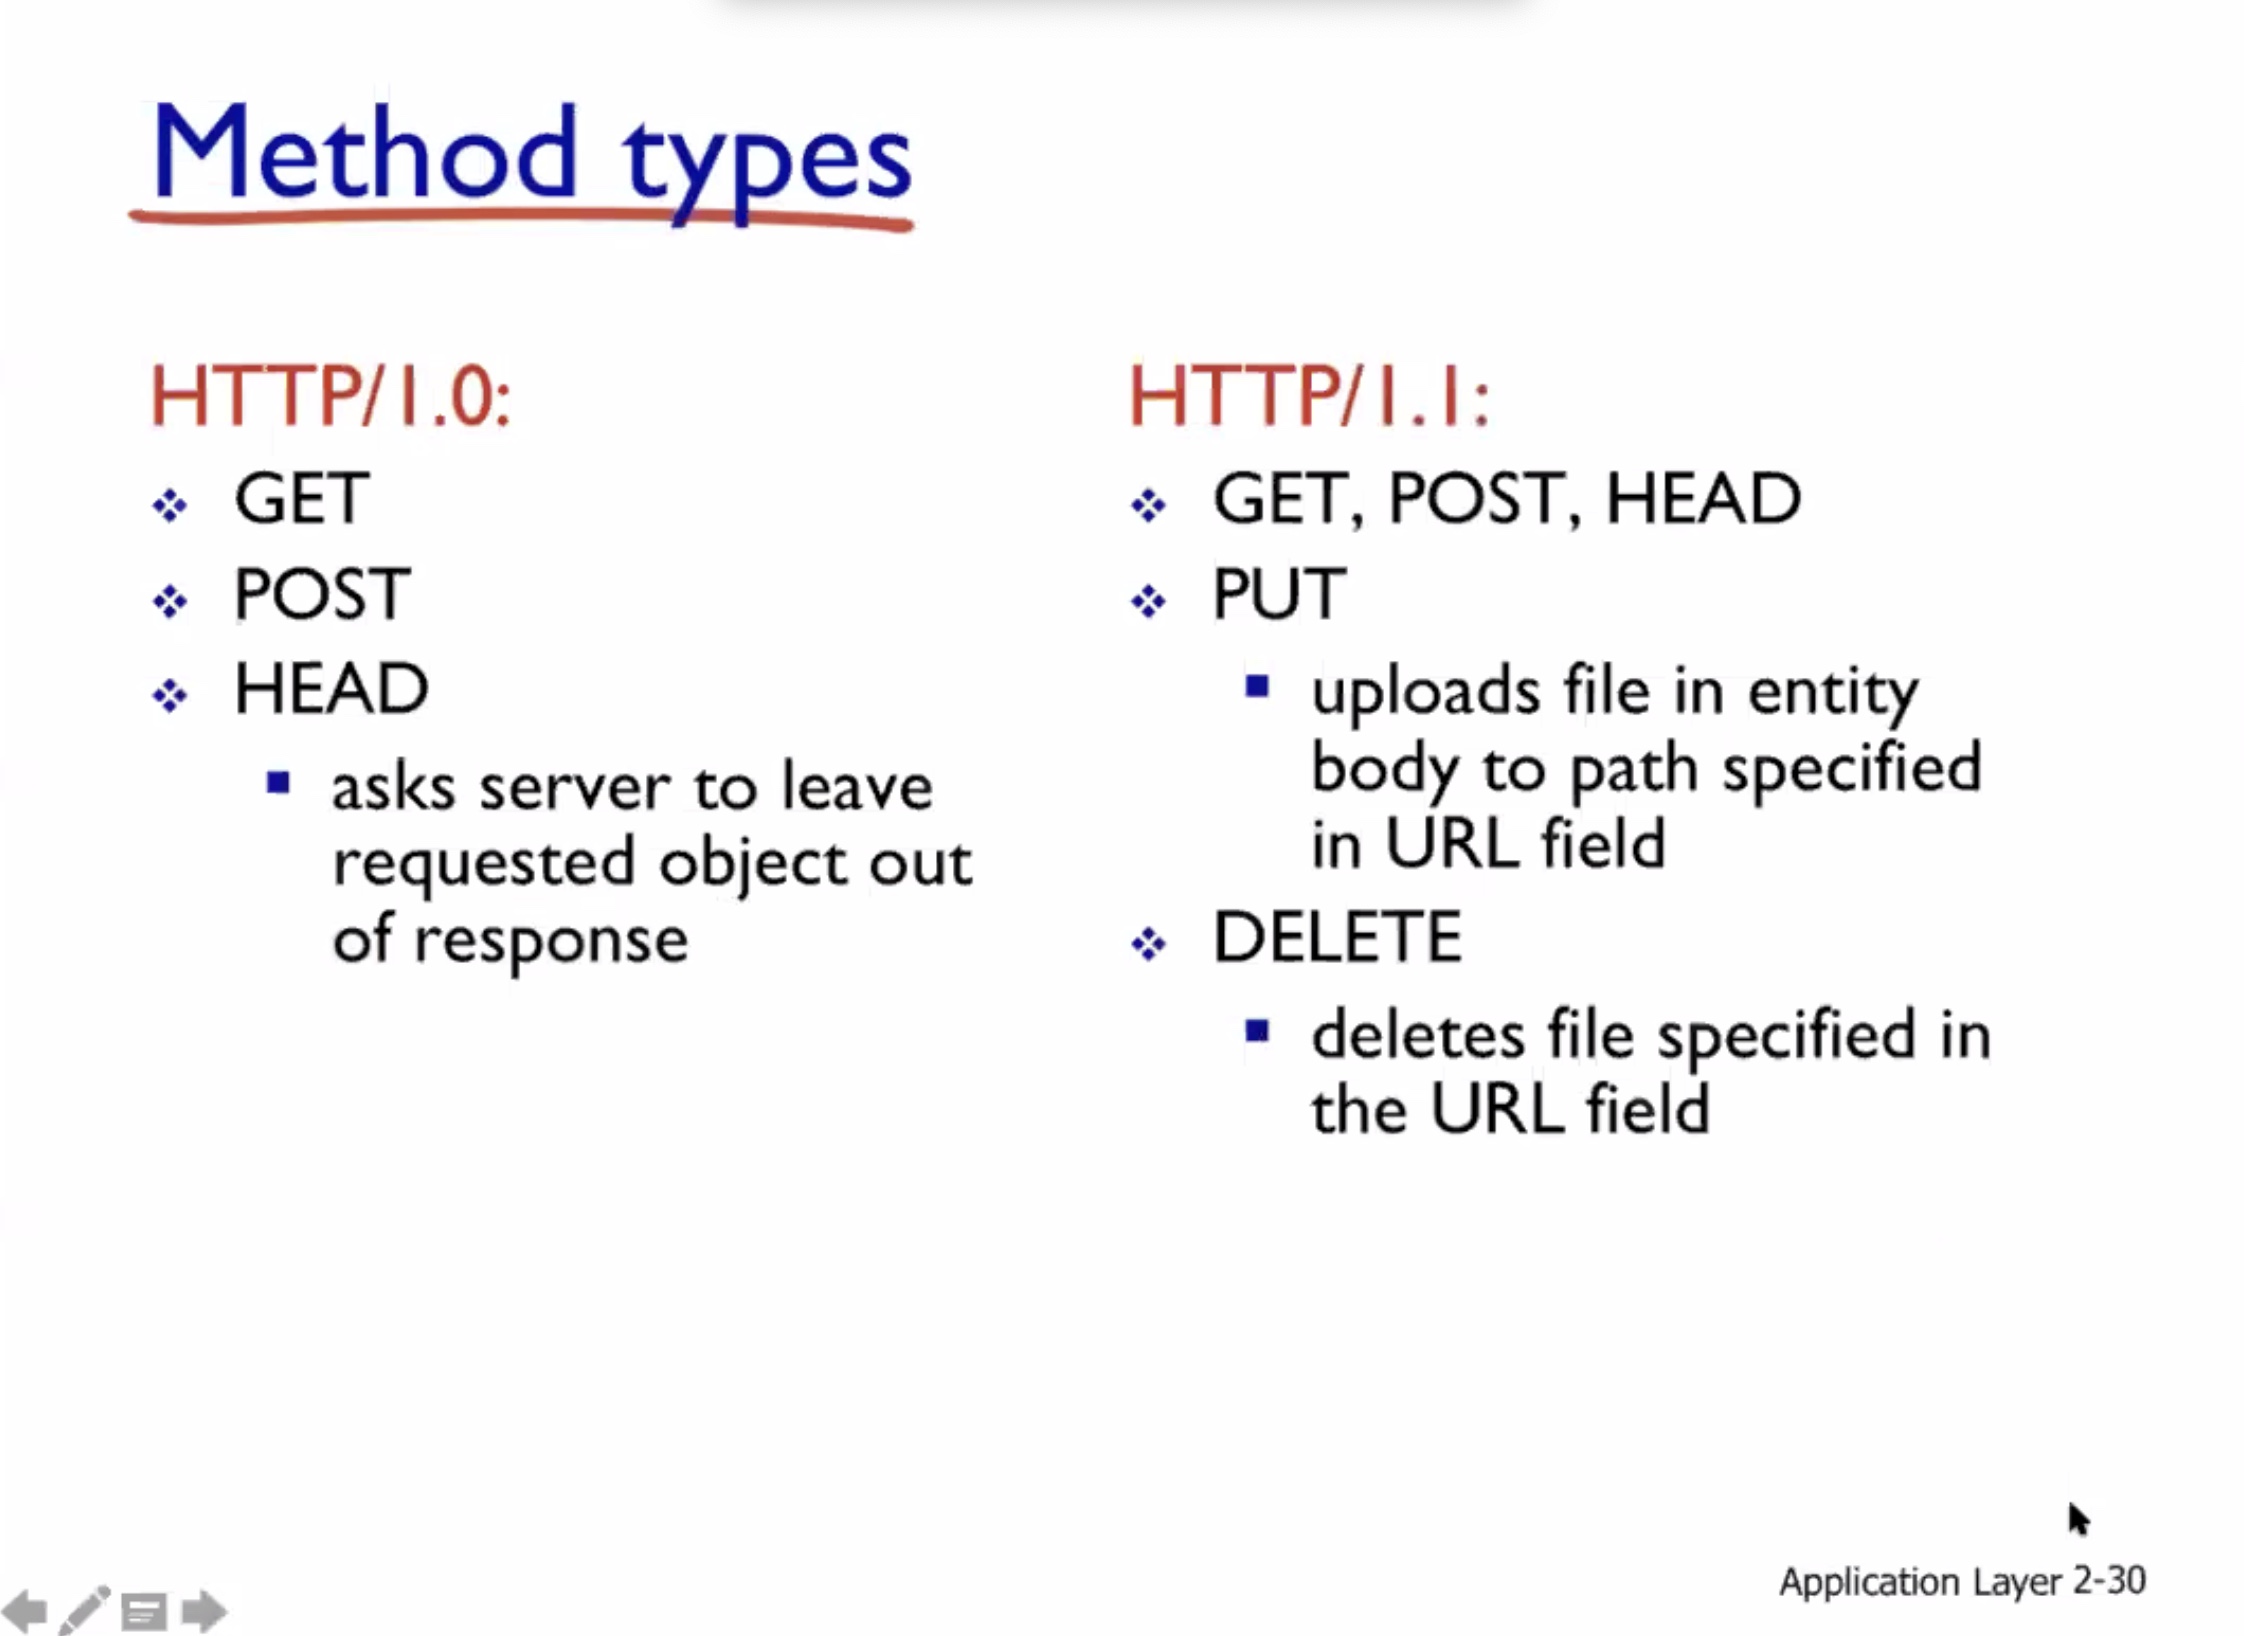 Method types
HTTP/1.0:
GET
POST
HEAD
asks server to leave
requested object out
of response
HTTP/1.1:
GET, POST, HEAD
PUT
uploads file in entity
body to path specified
in URL field
DELETE
deletes file specified in
the URL field
Application Layer 2-30